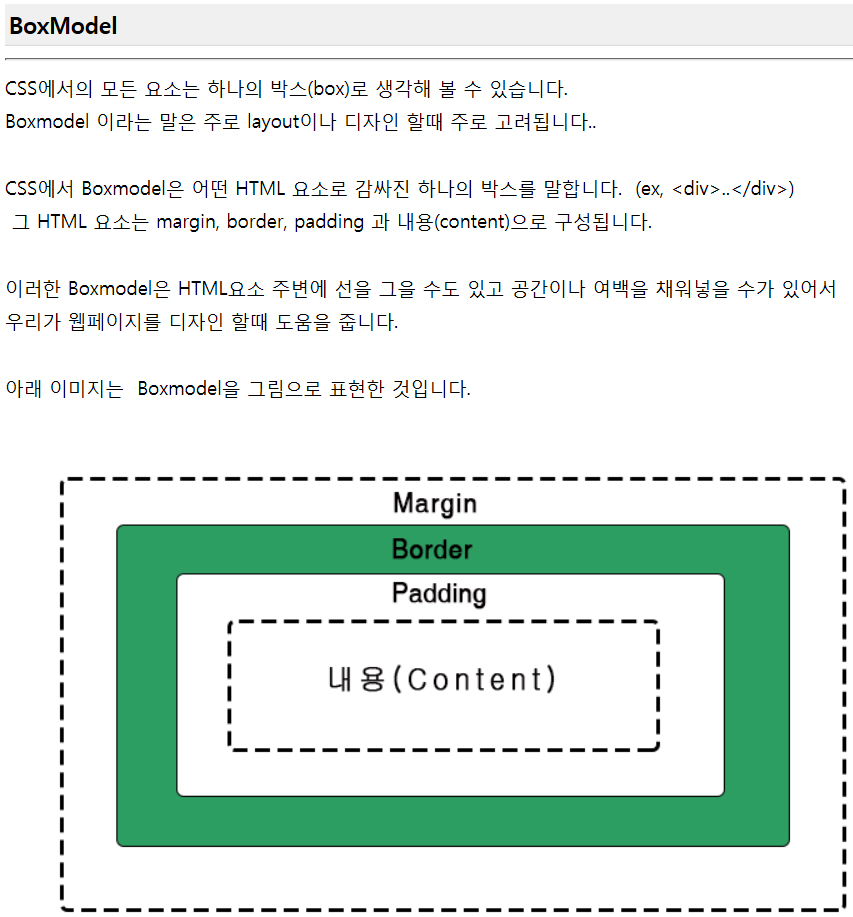 BoxModel
CSS에서의 모든 요소는 하나의 박스(box)로 생각해 볼 수 있습니다.
Boxmodel 이라는 말은 주로 layout이나 디자인 할때 주로 고려됩니다..
CSS에서 Boxmodel은 어떤 HTML 요소로 감싸진 하나의 박스를 말합니다.  (ex, <div>..</div>)
그 HTML 요소는 margin, border, padding 과 내용(content)으로 구성됩니다.
이러한 Boxmodel은 HTML요소 주변에 선을 그을 수도 있고 공간이나 여백을 채워넣을 수가 있어서
우리가 웹페이지를 디자인 할때 도움을 줍니다.
아래 이미지는  Boxmodel을 그림으로 표현한 것입니다.
Margin
Border
Padding
내용(Content)